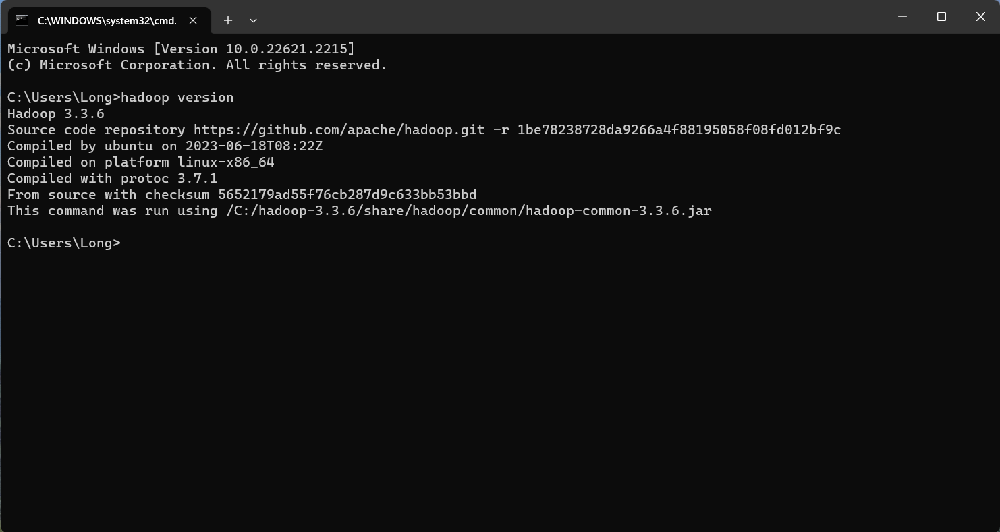 C:\WINDOWS\system32\cmd.
Microsoft Windows [Version 10.0.22621.2215]
(c) Microsoft Corporation. All rights reserved.
C:\Users\Long>hadoop version
Hadoop 3.3.6
Source code repository https://github.com/apache/hadoop.git -r 1be78238728da9266a4f88195058f08fd012bf9c
Compiled by ubuntu on 2023-06-18T08:22Z
Compiled on platform linux-x86_64
Compiled with protoc 3.7.1
From source with checksum 5652179ad55f76cb287d9c633bb53bbd
This command was run using /C:/hadoop-3.3.6/share/hadoop/common/hadoop-common-3.3.6.jar
C:\Users\Long>